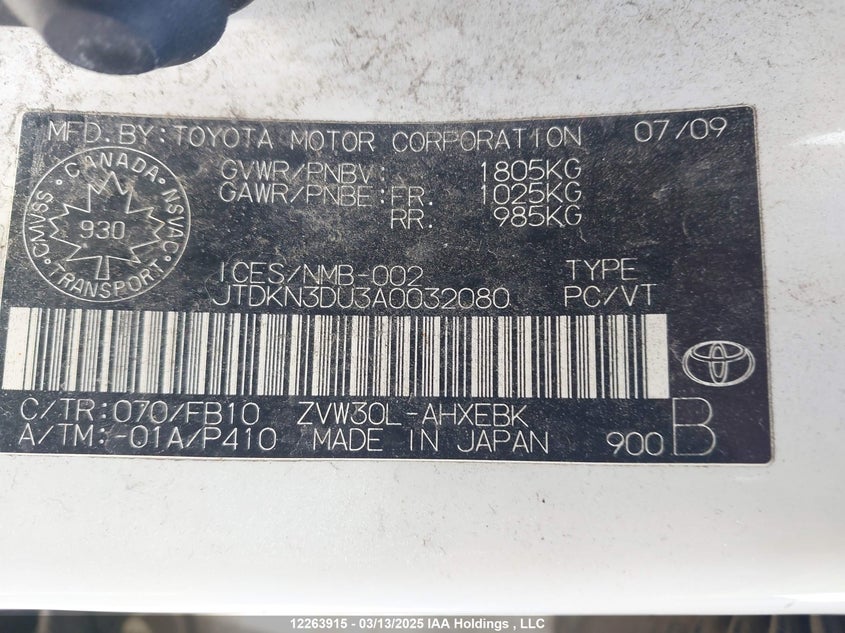 MFD.BY:TOYOTA MOTOR CORPORATION 07/09
GVWR/PNBV: 1805KG
GAWR/PNBE:FR. 1025KG
RR. 985KG
CANADA
CMVSS NSVAC
930
TRANSPORT
ICES/NMB-002 TYPE
JTDKN3DU3A0032080 PC/VT
C/TR:070/FB10 ZVW30L-AHXEBK
A/TM:-01A/P410 MADE IN JAPAN 900 B
12263915 - 03/13/2025 IAA Holdings , LLC